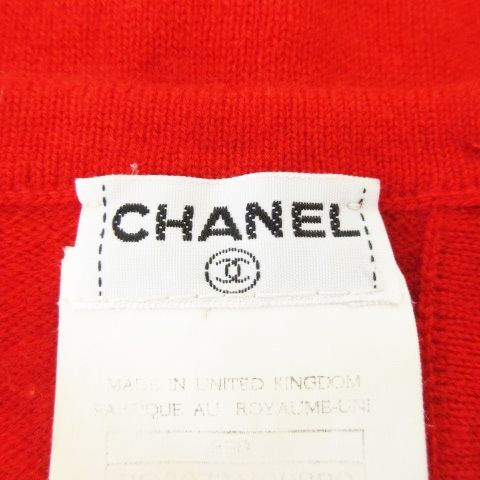 CHANEL
MADE IN UNITED KINGDOM
FABRIQUE AU ROYAUME-UNI